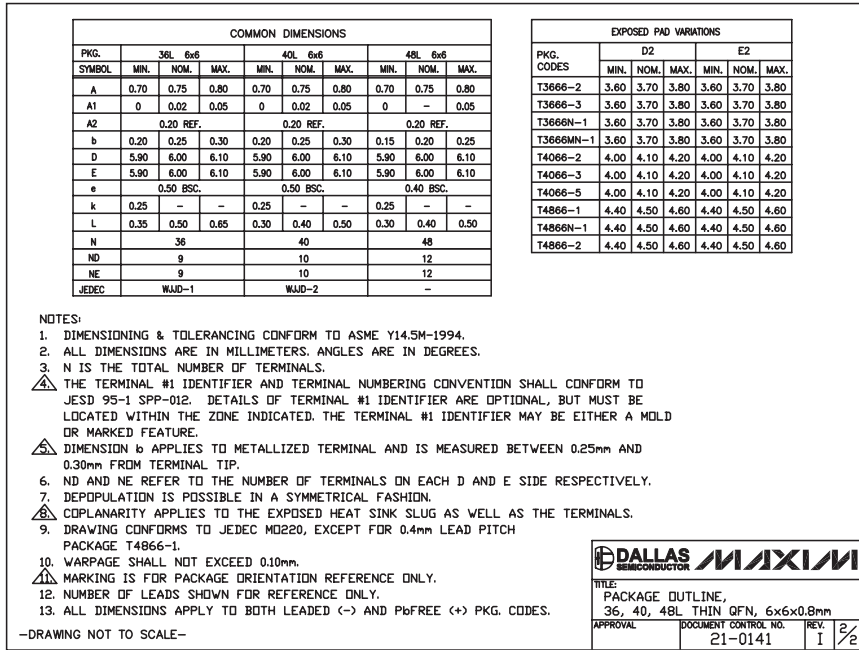 COMMON DIMENSIONS
PKG. 36L 6x6 40L 6x6 48L 6x6
SYMBOL MIN. NOM. MAX. MIN. NOM. MAX. MIN. NOM. MAX.
A 0.70 0.75 0.80 0.70 0.75 0.80 0.70 0.75 0.80
A1 0 0.02 0.05 0 0.02 0.05 0 – 0.05
A2 0.20 REF. 0.20 REF. 0.20 REF.
b 0.20 0.25 0.30 0.20 0.25 0.30 0.15 0.20 0.25
D 5.90 6.00 6.10 5.90 6.00 6.10 5.90 6.00 6.10
E 5.90 6.00 6.10 5.90 6.00 6.10 5.90 6.00 6.10
e 0.50 BSC. 0.50 BSC. 0.40 BSC.
k 0.25 – – 0.25 – – 0.25 – –
L 0.35 0.50 0.65 0.30 0.40 0.50 0.30 0.40 0.50
N 36 40 48
ND 9 10 12
NE 9 10 12
JEDEC WJJD-1 WJJD-2 –
EXPOSED PAD VARIATIONS
PKG. CODES D2 E2
MIN. NOM. MAX. MIN. NOM. MAX.
T3666-2 3.60 3.70 3.80 3.60 3.70 3.80
T3666-3 3.60 3.70 3.80 3.60 3.70 3.80
T3666N-1 3.60 3.70 3.80 3.60 3.70 3.80
T3666MN-1 3.60 3.70 3.80 3.60 3.70 3.80
T4066-2 4.00 4.10 4.20 4.00 4.10 4.20
T4066-3 4.00 4.10 4.20 4.00 4.10 4.20
T4066-5 4.00 4.10 4.20 4.00 4.10 4.20
T4866-1 4.40 4.50 4.60 4.40 4.50 4.60
T4866N-1 4.40 4.50 4.60 4.40 4.50 4.60
T4866-2 4.40 4.50 4.60 4.40 4.50 4.60
NOTES:
1. DIMENSIONING & TOLERANCING CONFORM TO ASME Y14.5M-1994.
2. ALL DIMENSIONS ARE IN MILLIMETERS. ANGLES ARE IN DEGREES.
3. N IS THE TOTAL NUMBER OF TERMINALS.
4. THE TERMINAL #1 IDENTIFIER AND TERMINAL NUMBERING CONVENTION SHALL CONFORM TO
JESD 95-1 SPP-012. DETAILS OF TERMINAL #1 IDENTIFIER ARE OPTIONAL, BUT MUST BE
LOCATED WITHIN THE ZONE INDICATED. THE TERMINAL #1 IDENTIFIER MAY BE EITHER A MOLD
OR MARKED FEATURE.
5. DIMENSION b APPLIES TO METALLIZED TERMINAL AND IS MEASURED BETWEEN 0.25mm AND
0.30mm FROM TERMINAL TIP.
6. ND AND NE REFER TO THE NUMBER OF TERMINALS ON EACH D AND E SIDE RESPECTIVELY.
7. DEPOPULATION IS POSSIBLE IN A SYMMETRICAL FASHION.
8. COPLANARITY APPLIES TO THE EXPOSED HEAT SINK SLUG AS WELL AS THE TERMINALS.
9. DRAWING CONFORMS TO JEDEC MO220, EXCEPT FOR 0.4mm LEAD PITCH
PACKAGE T4866-1.
10. WARPAGE SHALL NOT EXCEED 0.10mm.
11. MARKING IS FOR PACKAGE ORIENTATION REFERENCE ONLY.
12. NUMBER OF LEADS SHOWN FOR REFERENCE ONLY.
13. ALL DIMENSIONS APPLY TO BOTH LEADED (-) AND PbFREE (+) PKG. CODES.
-DRAWING NOT TO SCALE-
DALLAS SEMICONDUCTOR MAXIM
TITLE:
PACKAGE OUTLINE,
36, 40, 48L THIN QFN, 6x6x0.8mm
APPROVAL DOCUMENT CONTROL NO. REV.
21-0141 I 2/2